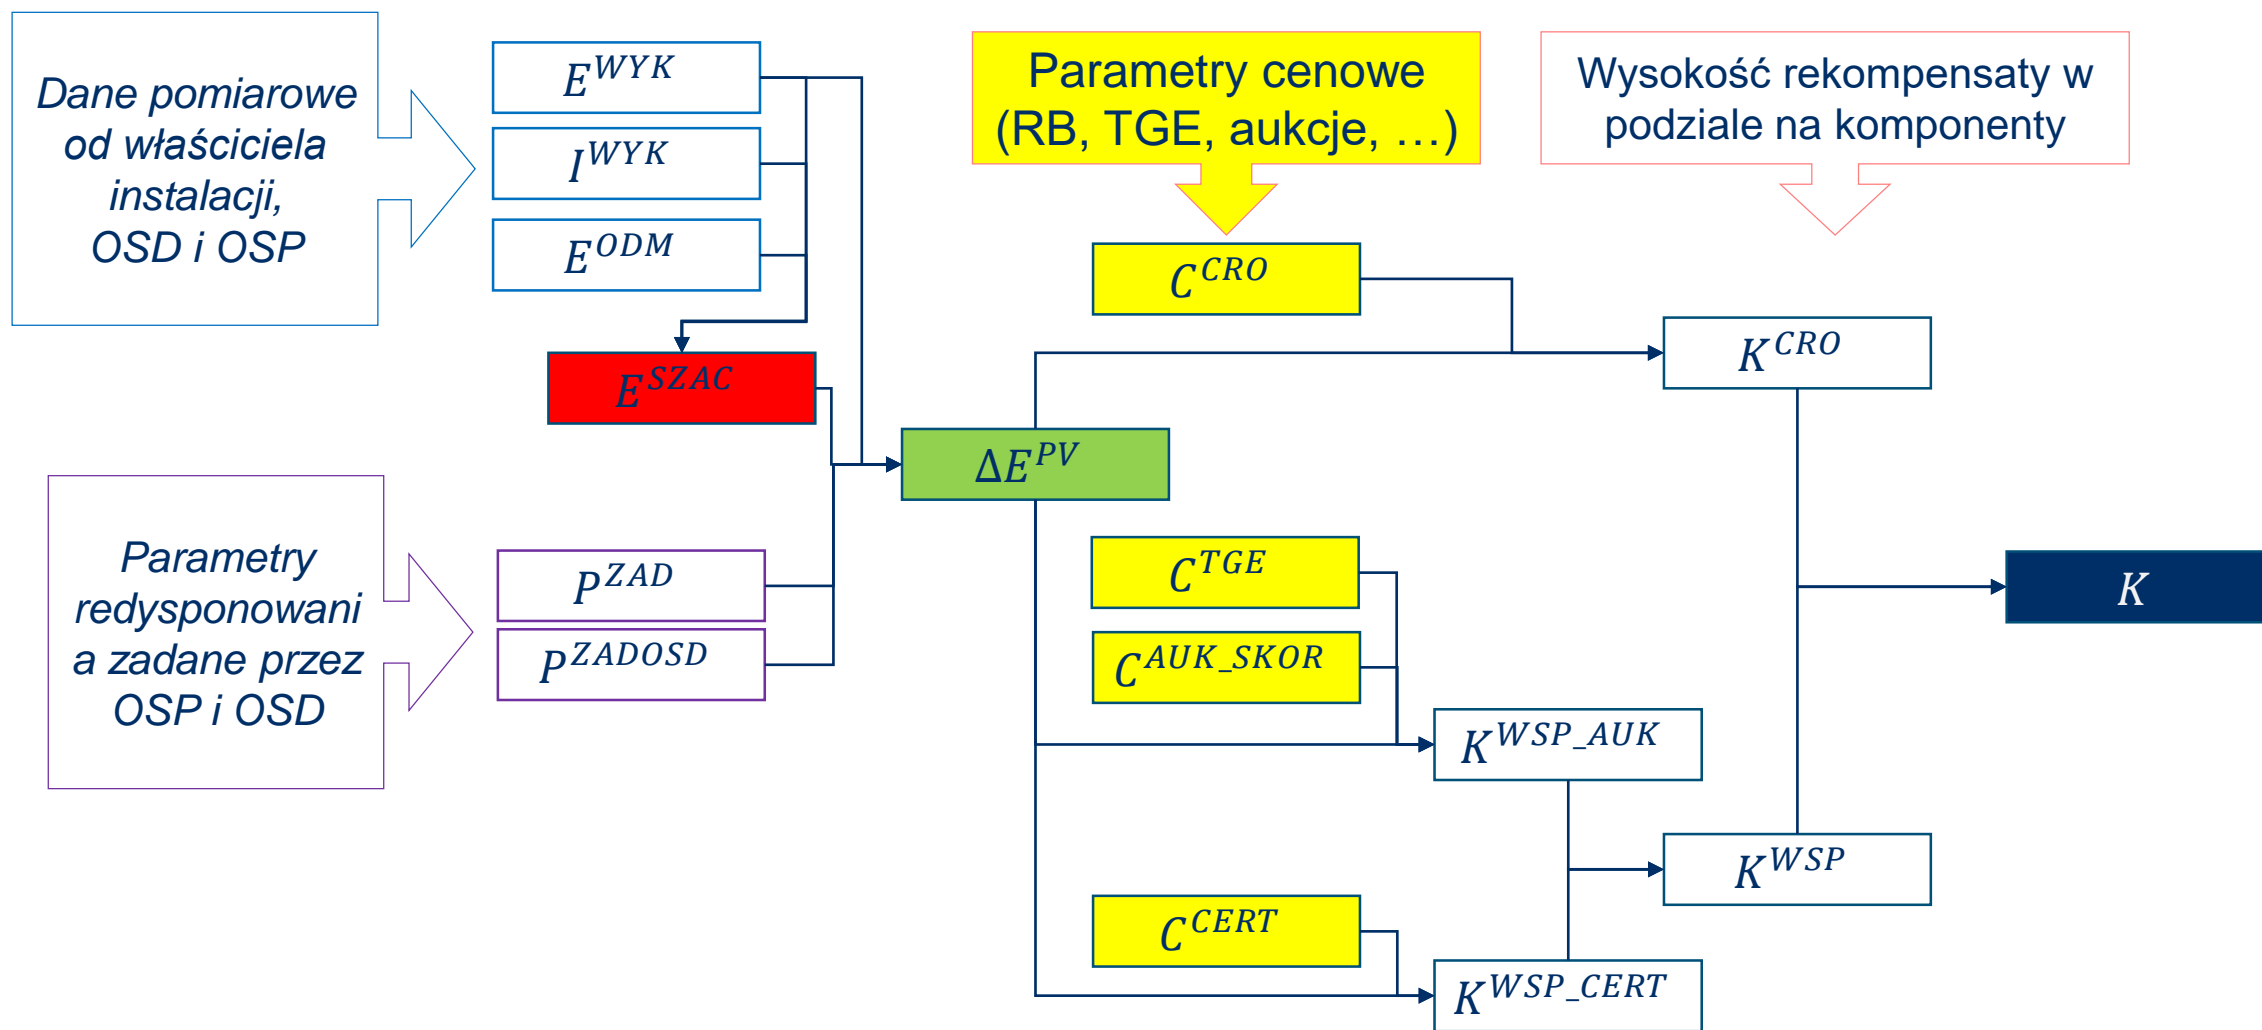 Dane pomiarowe
od właściciela
instalacji,
OSD i OSP
E^{WYK}
I^{WYK}
E^{ODM}
E^{SZAC}
Parametry
redysponowani
a zadane przez
OSP i OSD
P^{ZAD}
P^{ZADOSD}
ΔE^{PV}
Parametry cenowe
(RB, TGE, aukcje, …)
C^{CRO}
C^{TGE}
C^{AUK_SKOR}
C^{CERT}
Wysokość rekompensaty w
podziale na komponenty
K^{CRO}
K^{WSP_AUK}
K^{WSP}
K^{WSP_CERT}
K